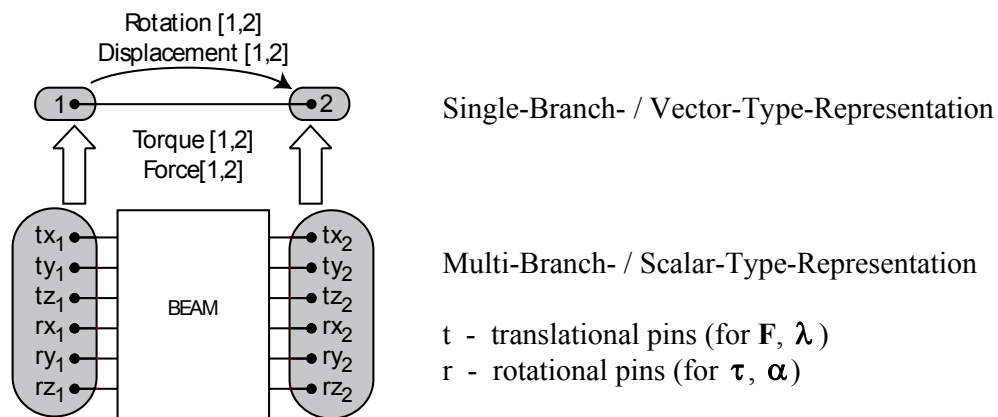 Rotation [1,2]
Displacement [1,2]
1 2
Single-Branch- / Vector-Type-Representation
Torque [1,2]
Force[1,2]
tx1 tx2
ty1 ty2
Multi-Branch- / Scalar-Type-Representation
tz1 tz2
BEAM
rx1 rx2
t - translational pins (for F, λ )
ry1 ry2
r - rotational pins (for τ, α)
rz1 rz2